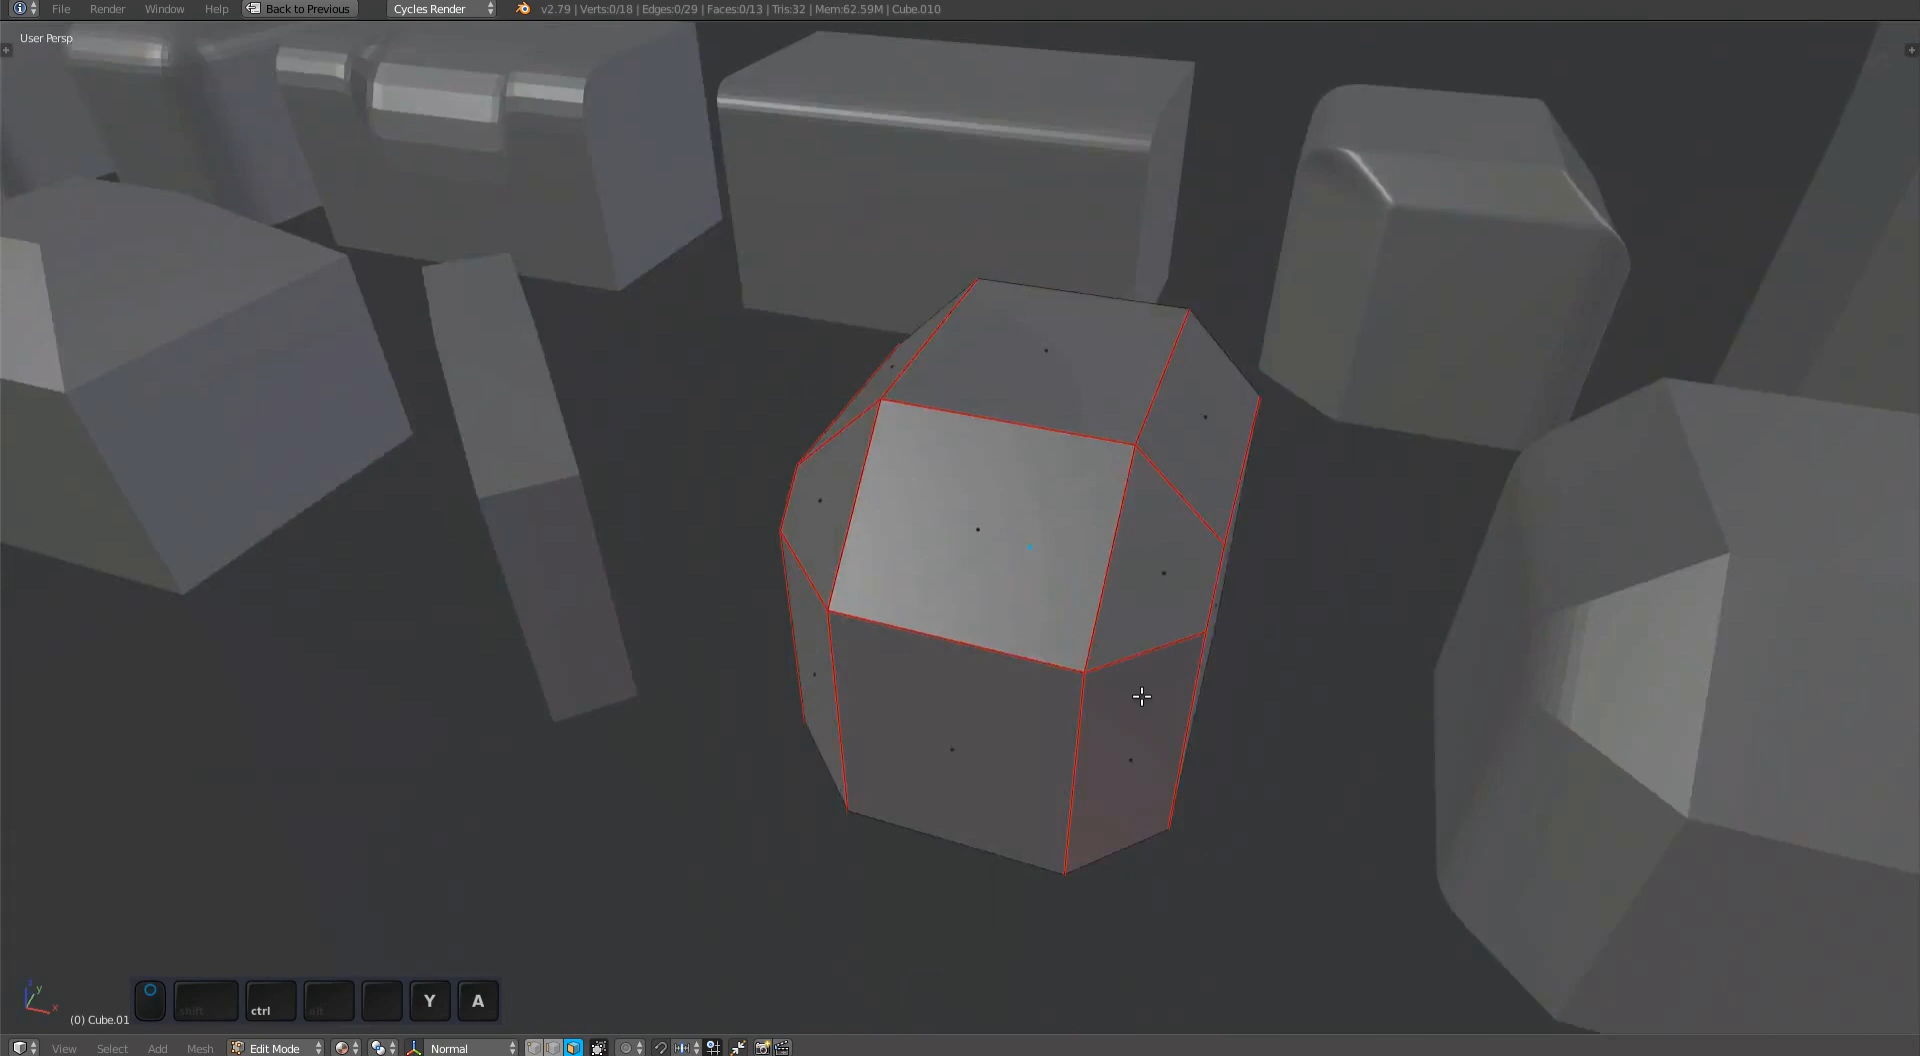 File Render Window Help Back to Previous Cycles Render v2.79 | Verts:0/18 | Edges:0/29 | Faces:0/13 | Tris:32 | Mem:62.59M | Cube.010
User Persp
shift ctrl alt Y A
z y x
(0) Cube.01
View Select Add Mesh Edit Mode Normal